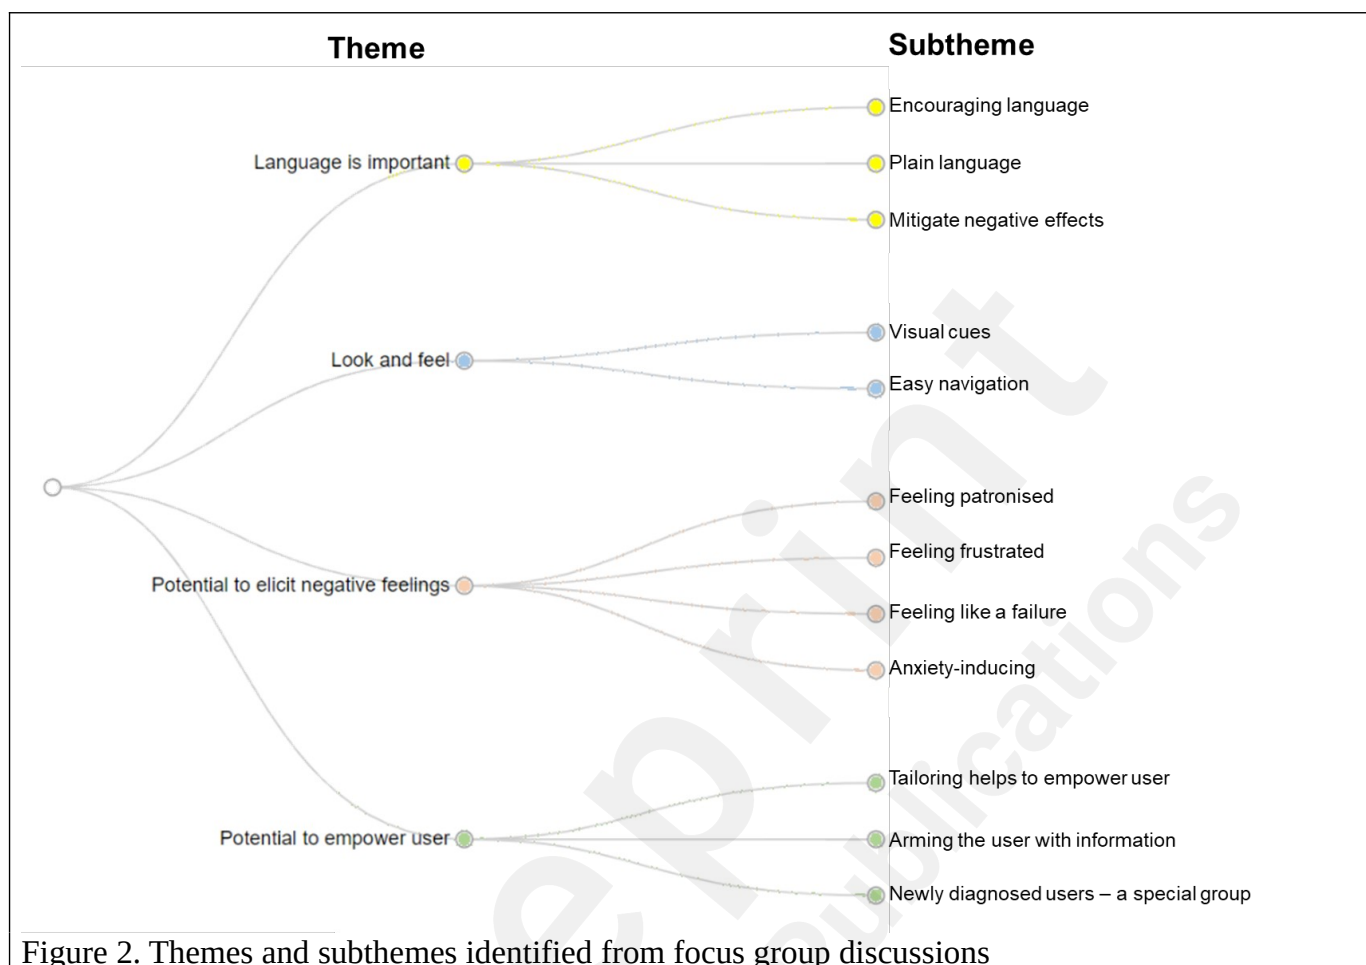 Theme
Subtheme
Language is important
Encouraging language
Plain language
Mitigate negative effects
Look and feel
Visual cues
Easy navigation
Potential to elicit negative feelings
Feeling patronised
Feeling frustrated
Feeling like a failure
Anxiety-inducing
Potential to empower user
Tailoring helps to empower user
Arming the user with information
Newly diagnosed users – a special group
eprint
ublications
Figure 2. Themes and subthemes identified from focus group discussions